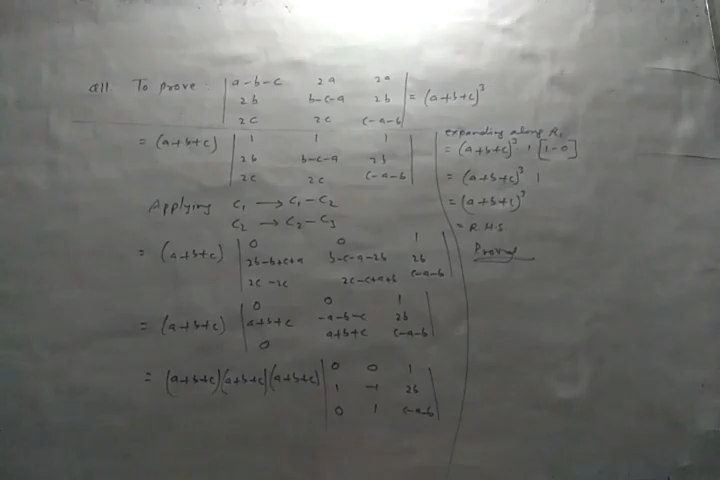 Q11. To prove | a-b-c 2a 2a |
| 2b b-c-a 2b | = (a+b+c)³
| 2c 2c c-a-b |
= (a+b+c) | 1 1 1 |
| 2b b-c-a 2b |
| 2c 2c c-a-b |
Applying C₁ → C₁-C₂
C₂ → C₂-C₃
= (a+b+c) | 0 0 1 |
| 2b-b+c+a b-c-a-2b 2b |
| 2c-2c 2c-c+a+b c-a-b |
= (a+b+c) | 0 0 1 |
| a+b+c -a-b-c 2b |
| 0 a+b+c c-a-b |
= (a+b+c)(a+b+c)(a+b+c) | 0 0 1 |
| 1 -1 2b |
| 0 1 c-a-b |
expanding along R₁
= (a+b+c)³ 1 [1-0]
= (a+b+c)³ 1
= (a+b+c)³
= R.H.S
Proved